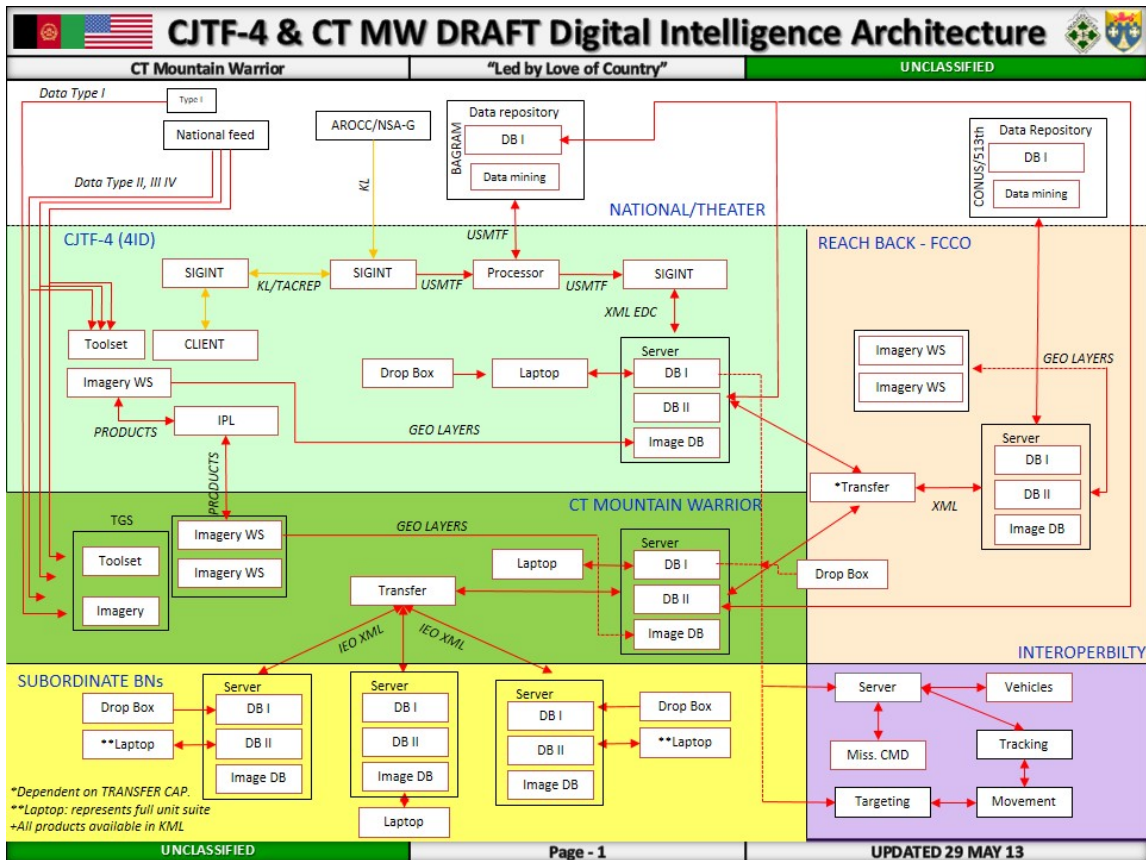 CJTF-4 & CT MW DRAFT Digital Intelligence Architecture
CT Mountain Warrior
"Led by Love of Country"
UNCLASSIFIED
Data Type I
Type I
National feed
Data Type II, III IV
AROCC/NSA-G
KL
BAGRAM
Data repository
DB I
Data mining
CONUS/513th
Data Repository
DB I
Data mining
NATIONAL/THEATER
USMTF
CJTF-4 (4ID)
SIGINT
KL/TACREP
SIGINT
USMTF
Processor
USMTF
SIGINT
XML EDC
Toolset
CLIENT
Imagery WS
PRODUCTS
IPL
PRODUCTS
Drop Box
Laptop
GEO LAYERS
Server
DB I
DB II
Image DB
REACH BACK - FCCO
Imagery WS
Imagery WS
GEO LAYERS
Server
DB I
DB II
Image DB
*Transfer
XML
CT MOUNTAIN WARRIOR
TGS
Toolset
Imagery
Imagery WS
Imagery WS
GEO LAYERS
Laptop
Transfer
Server
DB I
DB II
Image DB
Drop Box
IEO XML
IEO XML
SUBORDINATE BNs
Drop Box
**Laptop
Server
DB I
DB II
Image DB
Server
DB I
DB II
Image DB
Laptop
Server
DB I
DB II
Image DB
Drop Box
**Laptop
*Dependent on TRANSFER CAP.
**Laptop: represents full unit suite
+All products available in KML
INTEROPERBILTY
Server
Vehicles
Miss. CMD
Tracking
Targeting
Movement
UNCLASSIFIED
Page - 1
UPDATED 29 MAY 13